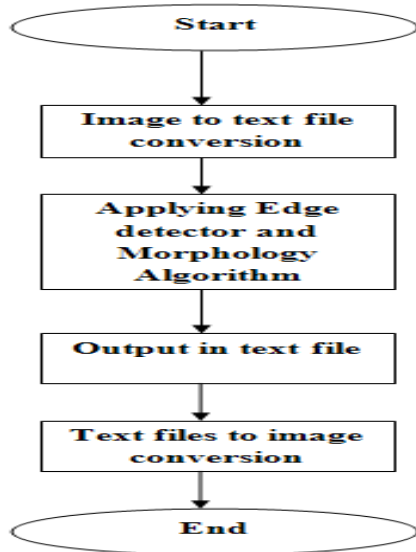 Start
Image to text file
conversion
Applying Edge
detector and
Morphology
Algorithm
Output in text file
Text files to image
conversion
End